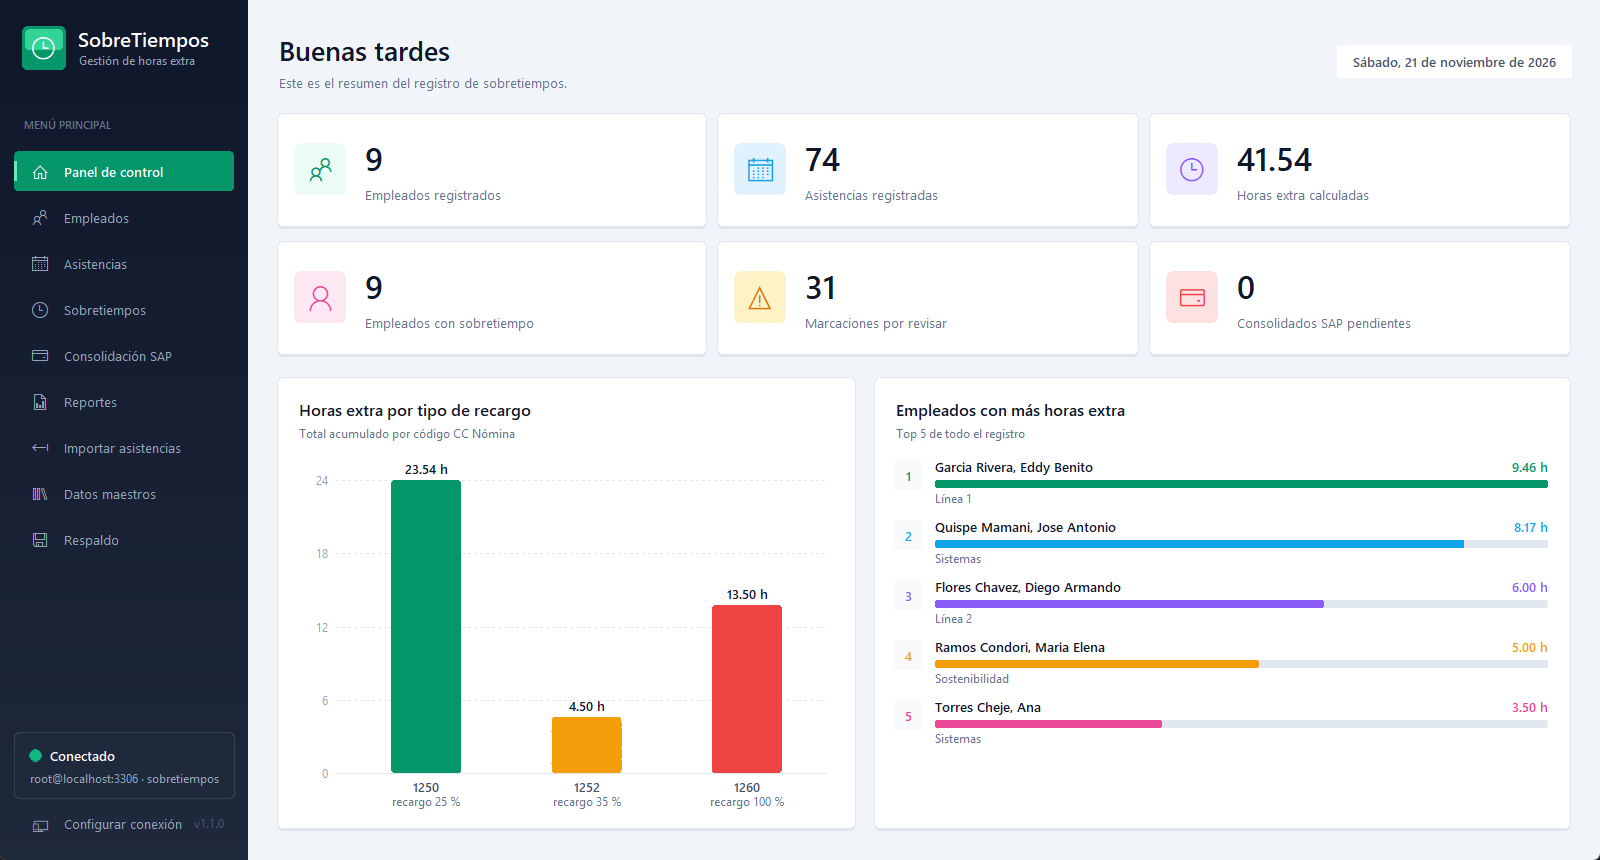 SobreTiempos
Gestión de horas extra
MENÚ PRINCIPAL
Panel de control
Empleados
Asistencias
Sobretiempos
Consolidación SAP
Reportes
Importar asistencias
Datos maestros
Respaldo
Conectado
root@localhost:3306 · sobretiempos
Configurar conexión v1.1.0
Buenas tardes
Este es el resumen del registro de sobretiempos.
Sábado, 21 de noviembre de 2026
9
Empleados registrados
74
Asistencias registradas
41.54
Horas extra calculadas
9
Empleados con sobretiempo
31
Marcaciones por revisar
0
Consolidados SAP pendientes
Horas extra por tipo de recargo
Total acumulado por código CC Nómina
24
18
12
6
0
23.54 h
4.50 h
13.50 h
1250
recargo 25 %
1252
recargo 35 %
1260
recargo 100 %
Empleados con más horas extra
Top 5 de todo el registro
1 Garcia Rivera, Eddy Benito 9.46 h
Línea 1
2 Quispe Mamani, Jose Antonio 8.17 h
Sistemas
3 Flores Chavez, Diego Armando 6.00 h
Línea 2
4 Ramos Condori, Maria Elena 5.00 h
Sostenibilidad
5 Torres Cheje, Ana 3.50 h
Sistemas